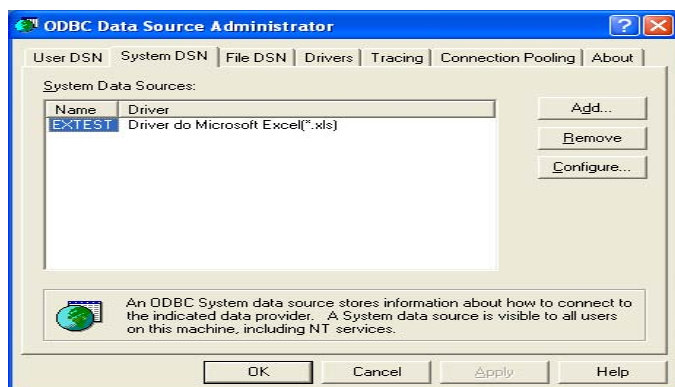 ODBC Data Source Administrator
User DSN System DSN File DSN Drivers Tracing Connection Pooling About
System Data Sources:
Name Driver
EXTEST Driver do Microsoft Excel(*.xls)
Add...
Remove
Configure...
An ODBC System data source stores information about how to connect to
the indicated data provider. A System data source is visible to all users
on this machine, including NT services.
OK Cancel Apply Help